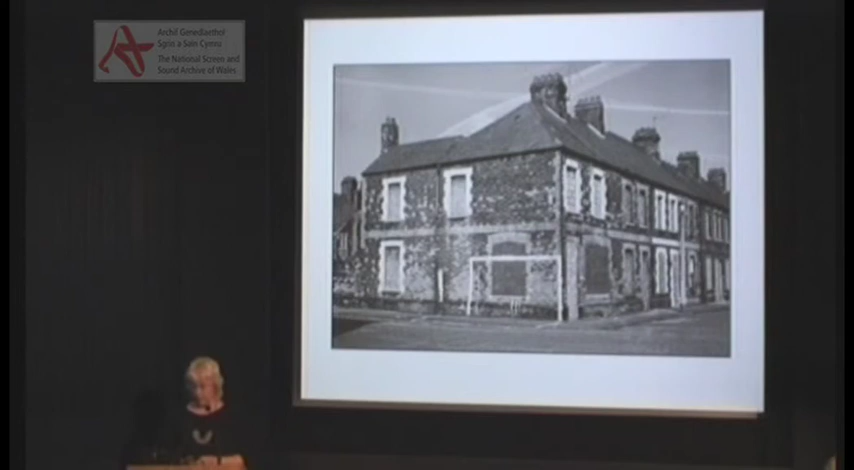 Archif Genedlaethol
Sgrin a Sain Cymru
The National Screen and
Sound Archive of Wales